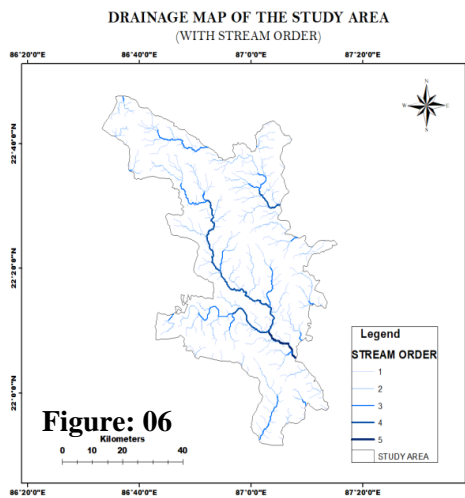 DRAINAGE MAP OF THE STUDY AREA
(WITH STREAM ORDER)
86°20'0"E 86°40'0"E 87°0'0"E 87°20'0"E
N
W E
S
22°40'0"N
22°20'0"N
22°0'0"N
Legend
STREAM ORDER
1
2
3
4
5
STUDY AREA
Figure: 06
Kilometers
0 10 20 40
86°20'0"E 86°40'0"E 87°0'0"E 87°20'0"E